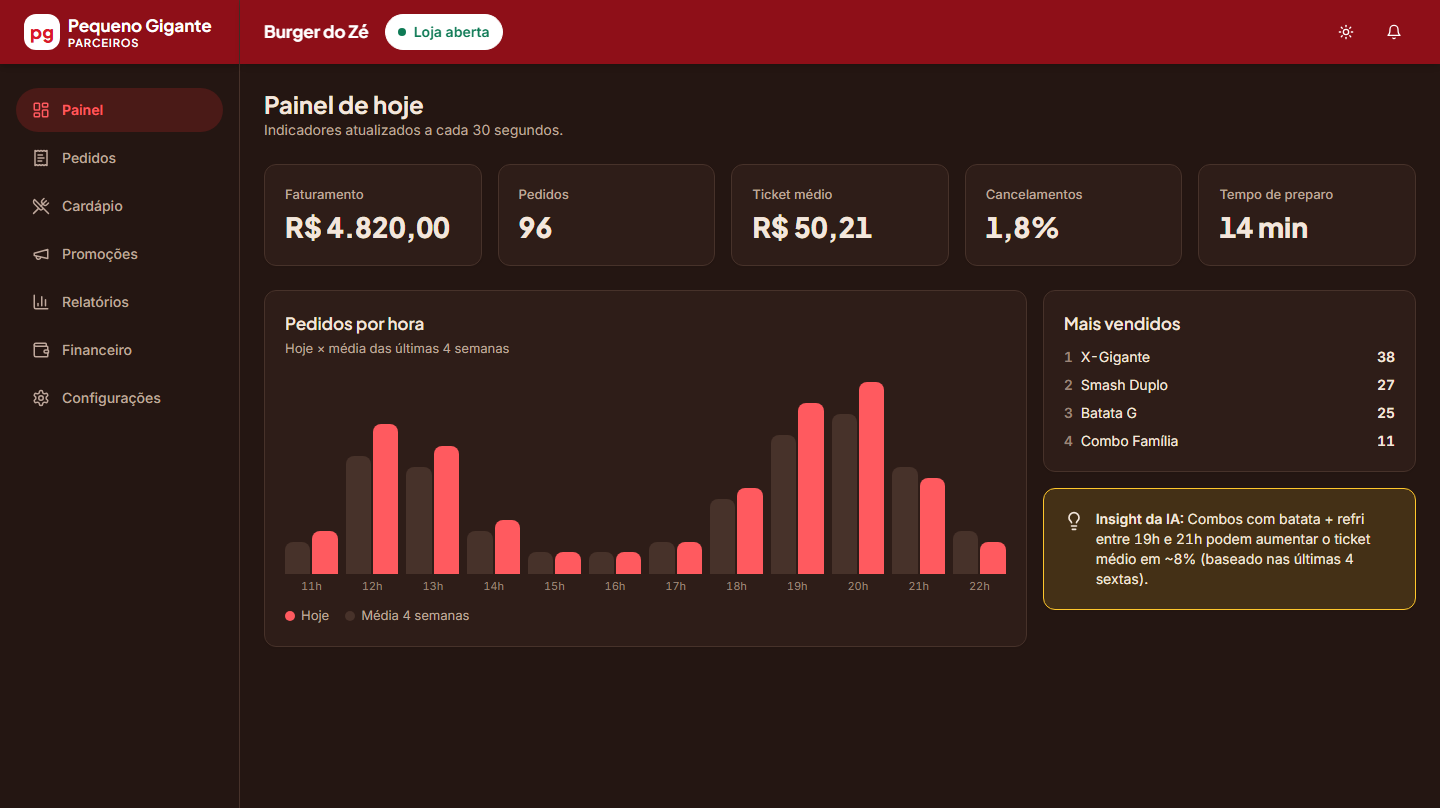 pg
Pequeno Gigante
PARCEIROS
Burger do Zé
Loja aberta
Painel
Pedidos
Cardápio
Promoções
Relatórios
Financeiro
Configurações
Painel de hoje
Indicadores atualizados a cada 30 segundos.
Faturamento
R$ 4.820,00
Pedidos
96
Ticket médio
R$ 50,21
Cancelamentos
1,8%
Tempo de preparo
14 min
Pedidos por hora
Hoje × média das últimas 4 semanas
11h 12h 13h 14h 15h 16h 17h 18h 19h 20h 21h 22h
Hoje Média 4 semanas
Mais vendidos
1 X-Gigante 38
2 Smash Duplo 27
3 Batata G 25
4 Combo Família 11
Insight da IA: Combos com batata + refri
entre 19h e 21h podem aumentar o ticket
médio em ~8% (baseado nas últimas 4
sextas).